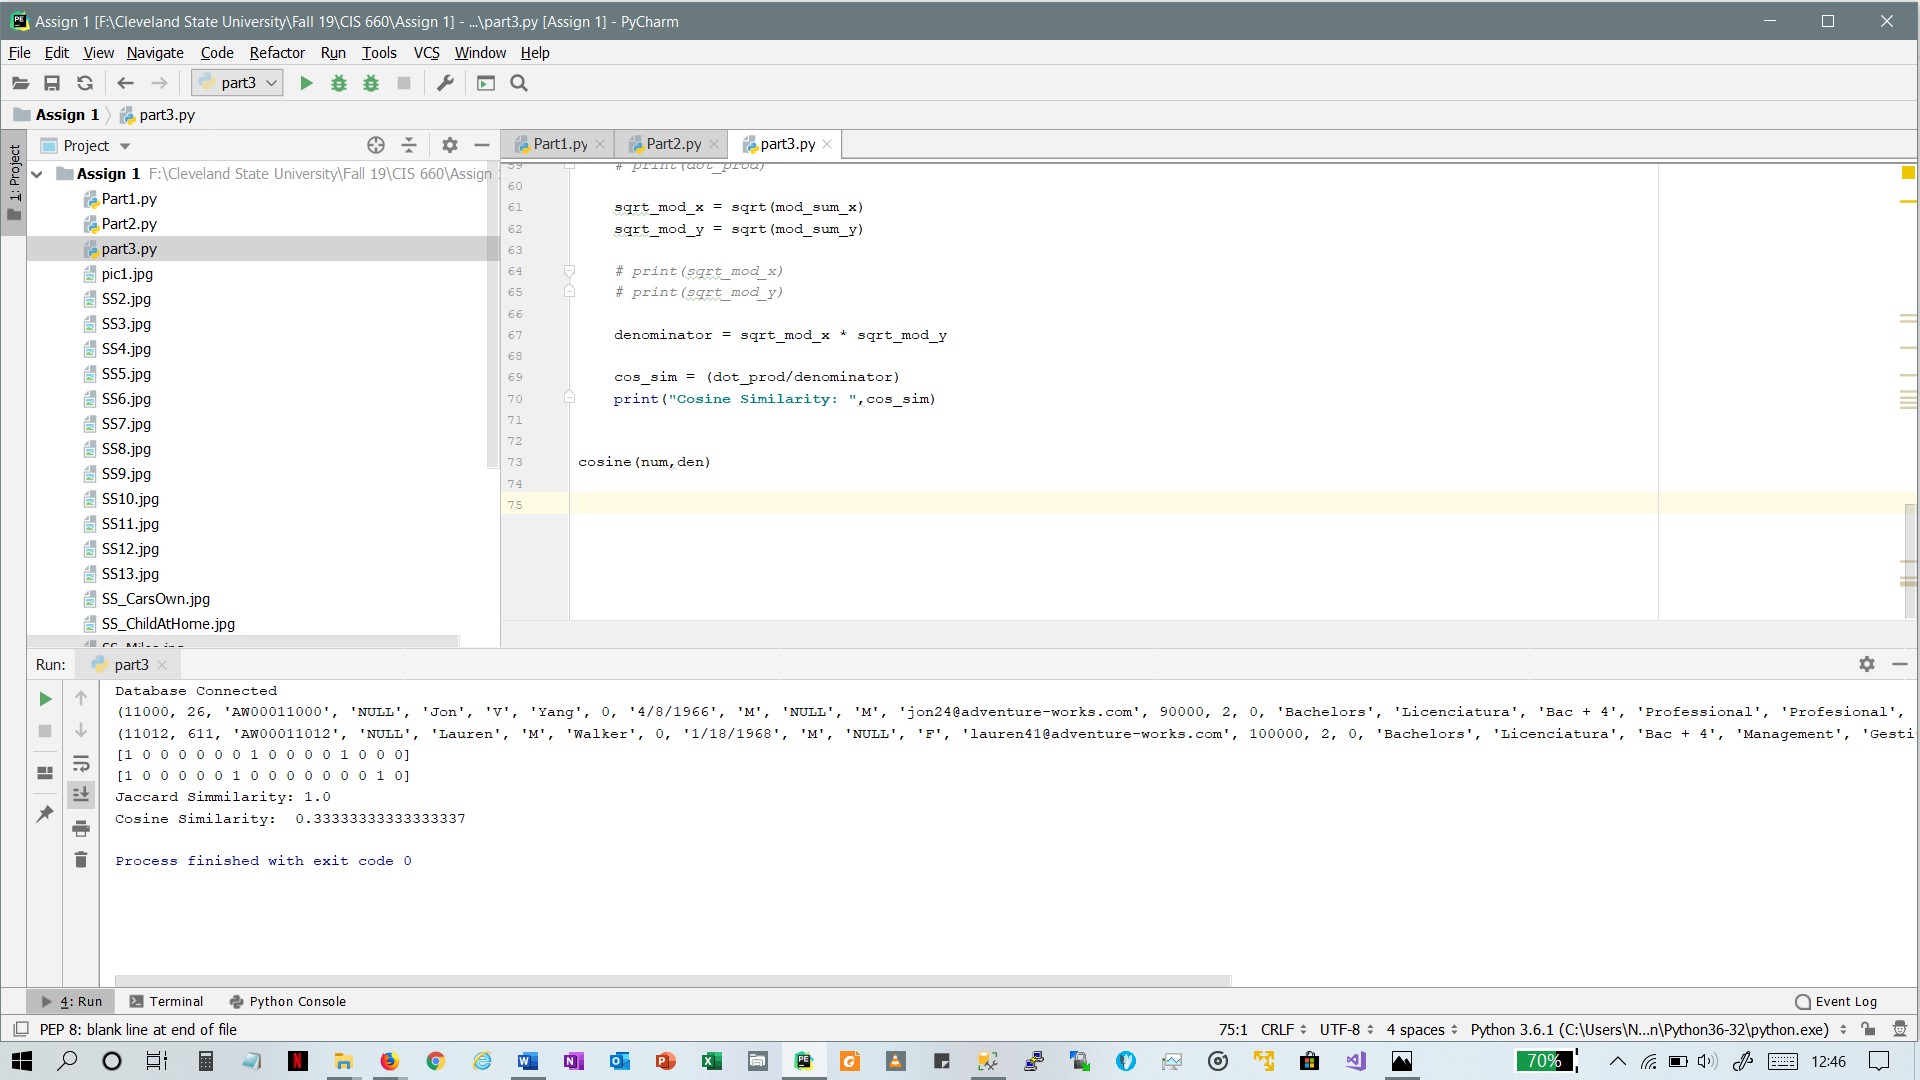 Assign 1 [F:\Cleveland State University\Fall 19\CIS 660\Assign 1] - ...\part3.py [Assign 1] - PyCharm
File Edit View Navigate Code Refactor Run Tools VCS Window Help
part3
Assign 1 part3.py
1: Project
Project
Part1.py Part2.py part3.py
Assign 1 F:\Cleveland State University\Fall 19\CIS 660\Assign
Part1.py
Part2.py
part3.py
pic1.jpg
SS2.jpg
SS3.jpg
SS4.jpg
SS5.jpg
SS6.jpg
SS7.jpg
SS8.jpg
SS9.jpg
SS10.jpg
SS11.jpg
SS12.jpg
SS13.jpg
SS_CarsOwn.jpg
SS_ChildAtHome.jpg
59 # print(dot_prod)
60
61 sqrt_mod_x = sqrt(mod_sum_x)
62 sqrt_mod_y = sqrt(mod_sum_y)
63
64 # print(sqrt_mod_x)
65 # print(sqrt_mod_y)
66
67 denominator = sqrt_mod_x * sqrt_mod_y
68
69 cos_sim = (dot_prod/denominator)
70 print("Cosine Similarity: ",cos_sim)
71
72
73 cosine(num,den)
74
75
Run: part3
Database Connected
(11000, 26, 'AW00011000', 'NULL', 'Jon', 'V', 'Yang', 0, '4/8/1966', 'M', 'NULL', 'M', 'jon24@adventure-works.com', 90000, 2, 0, 'Bachelors', 'Licenciatura', 'Bac + 4', 'Professional', 'Profesional',
(11012, 611, 'AW00011012', 'NULL', 'Lauren', 'M', 'Walker', 0, '1/18/1968', 'M', 'NULL', 'F', 'lauren41@adventure-works.com', 100000, 2, 0, 'Bachelors', 'Licenciatura', 'Bac + 4', 'Management', 'Gesti
[1 0 0 0 0 0 0 1 0 0 0 0 1 0 0 0]
[1 0 0 0 0 0 1 0 0 0 0 0 0 0 1 0]
Jaccard Simmilarity: 1.0
Cosine Similarity:  0.33333333333333337
Process finished with exit code 0
4: Run Terminal Python Console Event Log
PEP 8: blank line at end of file 75:1 CRLF UTF-8 4 spaces Python 3.6.1 (C:\Users\N...n\Python36-32\python.exe)
70% 12:46